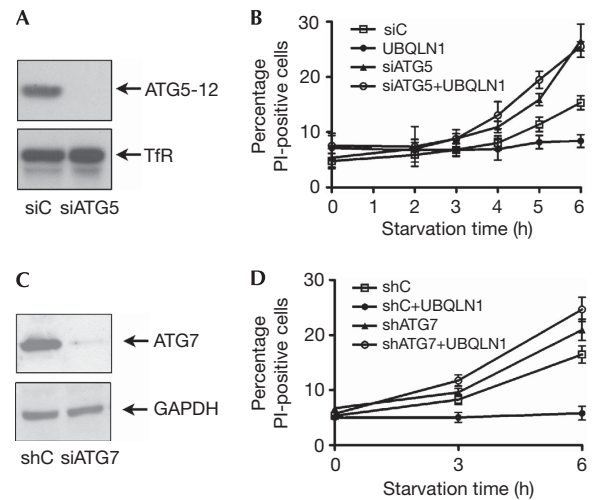 A
ATG5-12
TfR
siC siATG5
B
Percentage
PI-positive cells
30
20
10
0
siC
UBQLN1
siATG5
siATG5+UBQLN1
0 1 2 3 4 5 6
Starvation time (h)
C
ATG7
GAPDH
shC siATG7
D
Percentage
PI-positive cells
30
20
10
0
shC
shC+UBQLN1
shATG7
shATG7+UBQLN1
0 3 6
Starvation time (h)